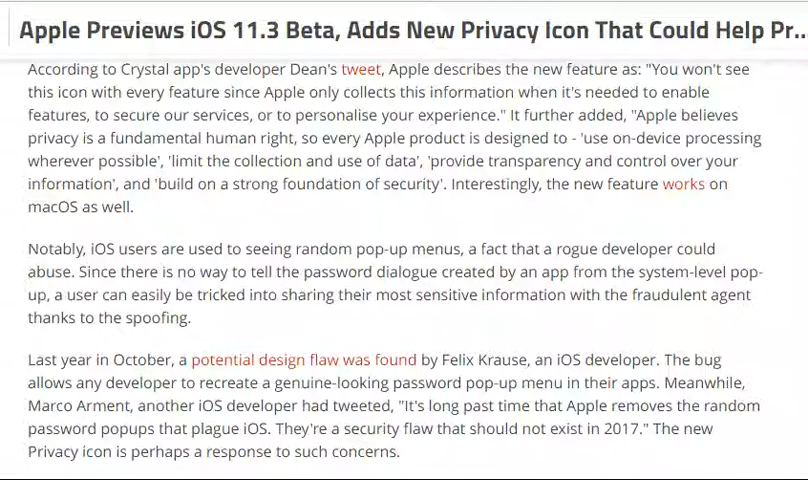 Apple Previews iOS 11.3 Beta, Adds New Privacy Icon That Could Help Pr...
According to Crystal app's developer Dean's tweet, Apple describes the new feature as: "You won't see
this icon with every feature since Apple only collects this information when it's needed to enable
features, to secure our services, or to personalise your experience." It further added, "Apple believes
privacy is a fundamental human right, so every Apple product is designed to - 'use on-device processing
wherever possible', 'limit the collection and use of data', 'provide transparency and control over your
information', and 'build on a strong foundation of security'. Interestingly, the new feature works on
macOS as well.
Notably, iOS users are used to seeing random pop-up menus, a fact that a rogue developer could
abuse. Since there is no way to tell the password dialogue created by an app from the system-level pop-
up, a user can easily be tricked into sharing their most sensitive information with the fraudulent agent
thanks to the spoofing.
Last year in October, a potential design flaw was found by Felix Krause, an iOS developer. The bug
allows any developer to recreate a genuine-looking password pop-up menu in their apps. Meanwhile,
Marco Arment, another iOS developer had tweeted, "It's long past time that Apple removes the random
password popups that plague iOS. They're a security flaw that should not exist in 2017." The new
Privacy icon is perhaps a response to such concerns.